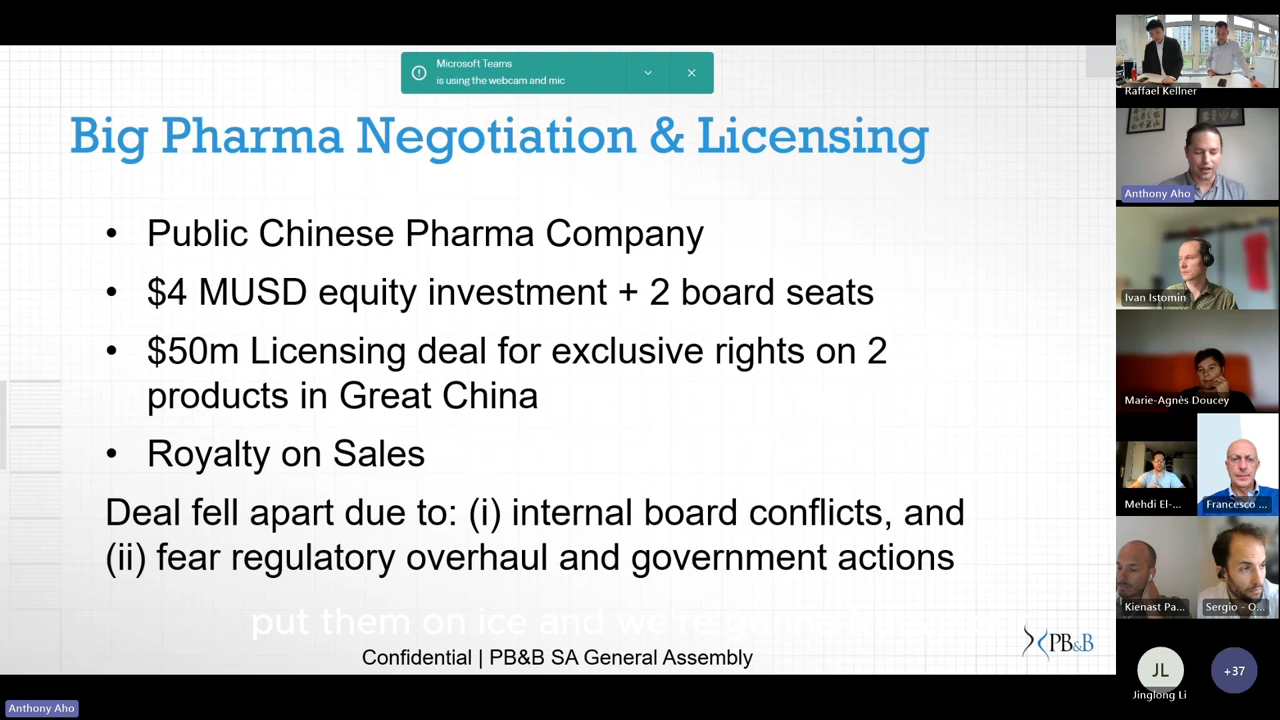 Microsoft Teams
is using the webcam and mic
Big Pharma Negotiation & Licensing
• Public Chinese Pharma Company
• $4 MUSD equity investment + 2 board seats
• $50m Licensing deal for exclusive rights on 2
products in Great China
• Royalty on Sales
Deal fell apart due to: (i) internal board conflicts, and
(ii) fear regulatory overhaul and government actions
put them on ice and we're
Confidential | PB&B SA General Assembly
PB&B
Anthony Aho
Raffael Kellner
Anthony Aho
Ivan Istomin
Marie-Agnès Doucey
Mehdi El-...
Francesco ...
Kienast Pa...
Sergio - O...
JL
Jinglong Li
+37